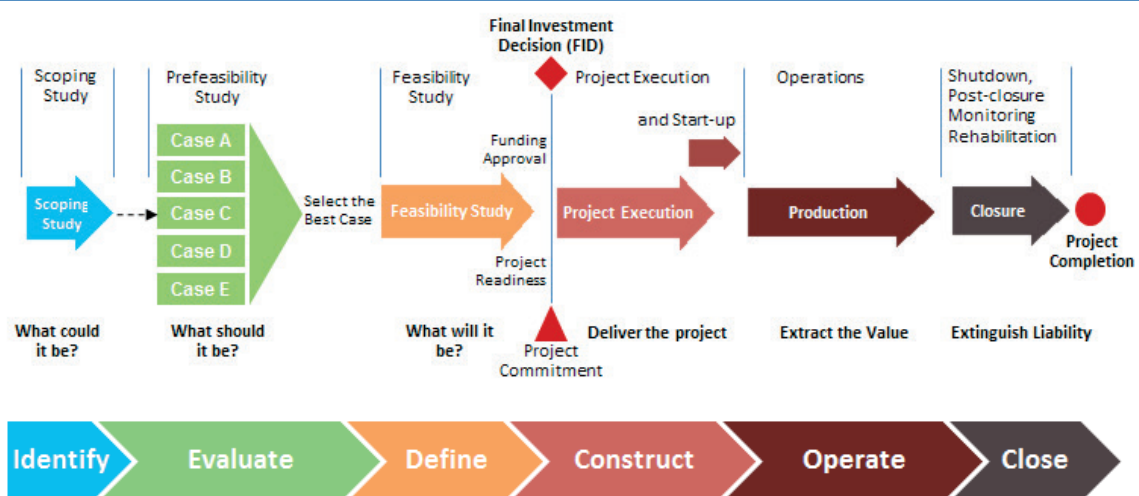 Final Investment
Decision (FID)
Scoping
Study
Prefeasibility
Study
Feasibility
Study
Project Execution
and Start-up
Operations
Shutdown,
Post-closure
Monitoring
Rehabilitation
Case A
Case B
Case C
Case D
Case E
Scoping
Study
Select the
Best Case
Feasibility Study
Funding
Approval
Project
Readiness
Project Execution
Production
Closure
Project
Completion
What could
it be?
What should
it be?
What will it
be?
Project
Commitment
Deliver the project
Extract the Value
Extinguish Liability
Identify
Evaluate
Define
Construct
Operate
Close